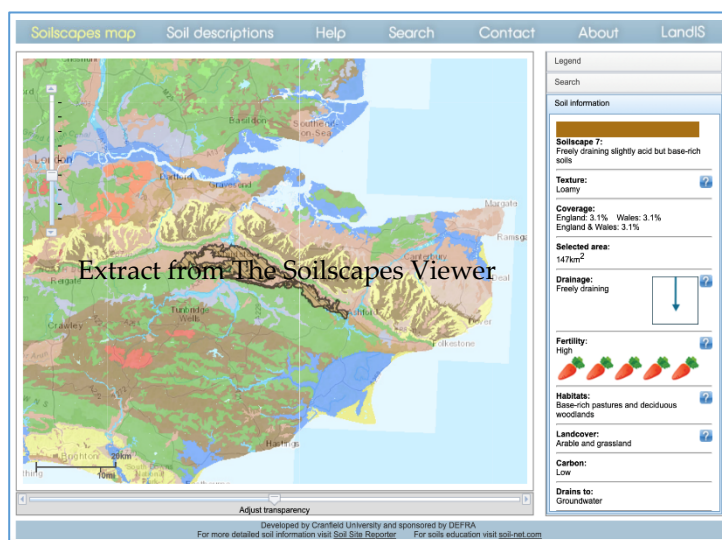 Soilscapes map Soil descriptions Help Search Contact About LandIS
Legend
Search
Soil information
Soilscape 7:
Freely draining slightly acid but base-rich
soils
Texture:
Loamy
Coverage:
England: 3.1% Wales: 3.1%
England & Wales: 3.1%
Selected area:
147km2
Drainage:
Freely draining
Fertility:
High
Habitats:
Base-rich pastures and deciduous
woodlands
Landcover:
Arable and grassland
Carbon:
Low
Drains to:
Groundwater
Basildon
Southend
-on-Sea
London
Dartford
Gravesend
Margate
Ramsga
Canterbury
Extract from The Soilscapes Viewer
Deal
Reigate
Ashford
Dover
Tunbridge
Wells
Crawley
Folkestone
Hastings
Brighton
20km
10mi
Adjust transparency
Developed by Cranfield University and sponsored by DEFRA
For more detailed soil information visit Soil Site Reporter For soils education visit soil-net.com